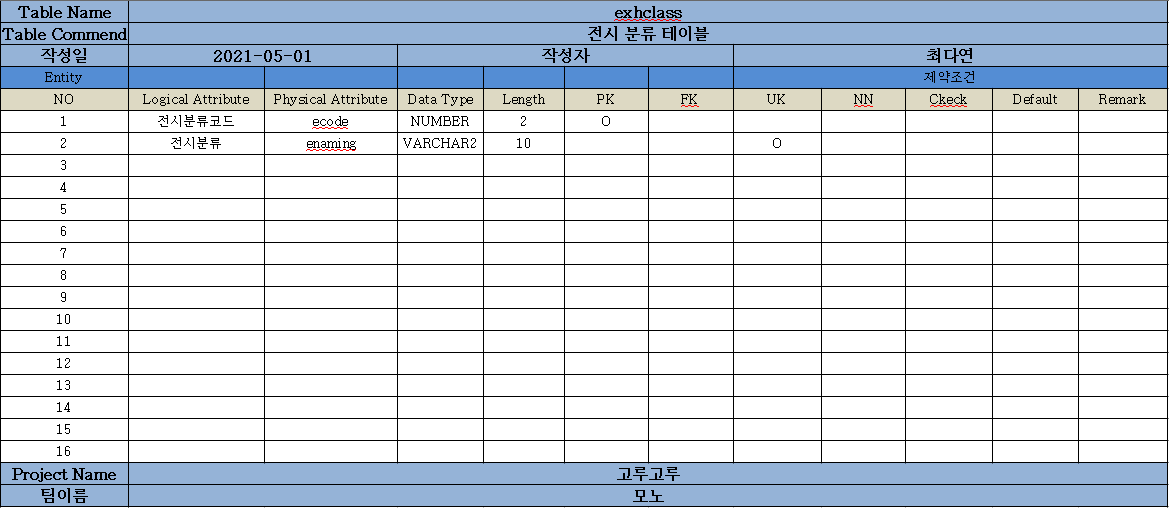 Table Name exhclass
Table Commend 전시 분류 테이블
작성일 2021-05-01 작성자 최다연
Entity 제약조건
NO Logical Attribute Physical Attribute Data Type Length PK FK UK NN Ckeck Default Remark
1 전시분류코드 ecode NUMBER 2 O
2 전시분류 enaming VARCHAR2 10 O
3
4
5
6
7
8
9
10
11
12
13
14
15
16
Project Name 고루고루
팀이름 모노